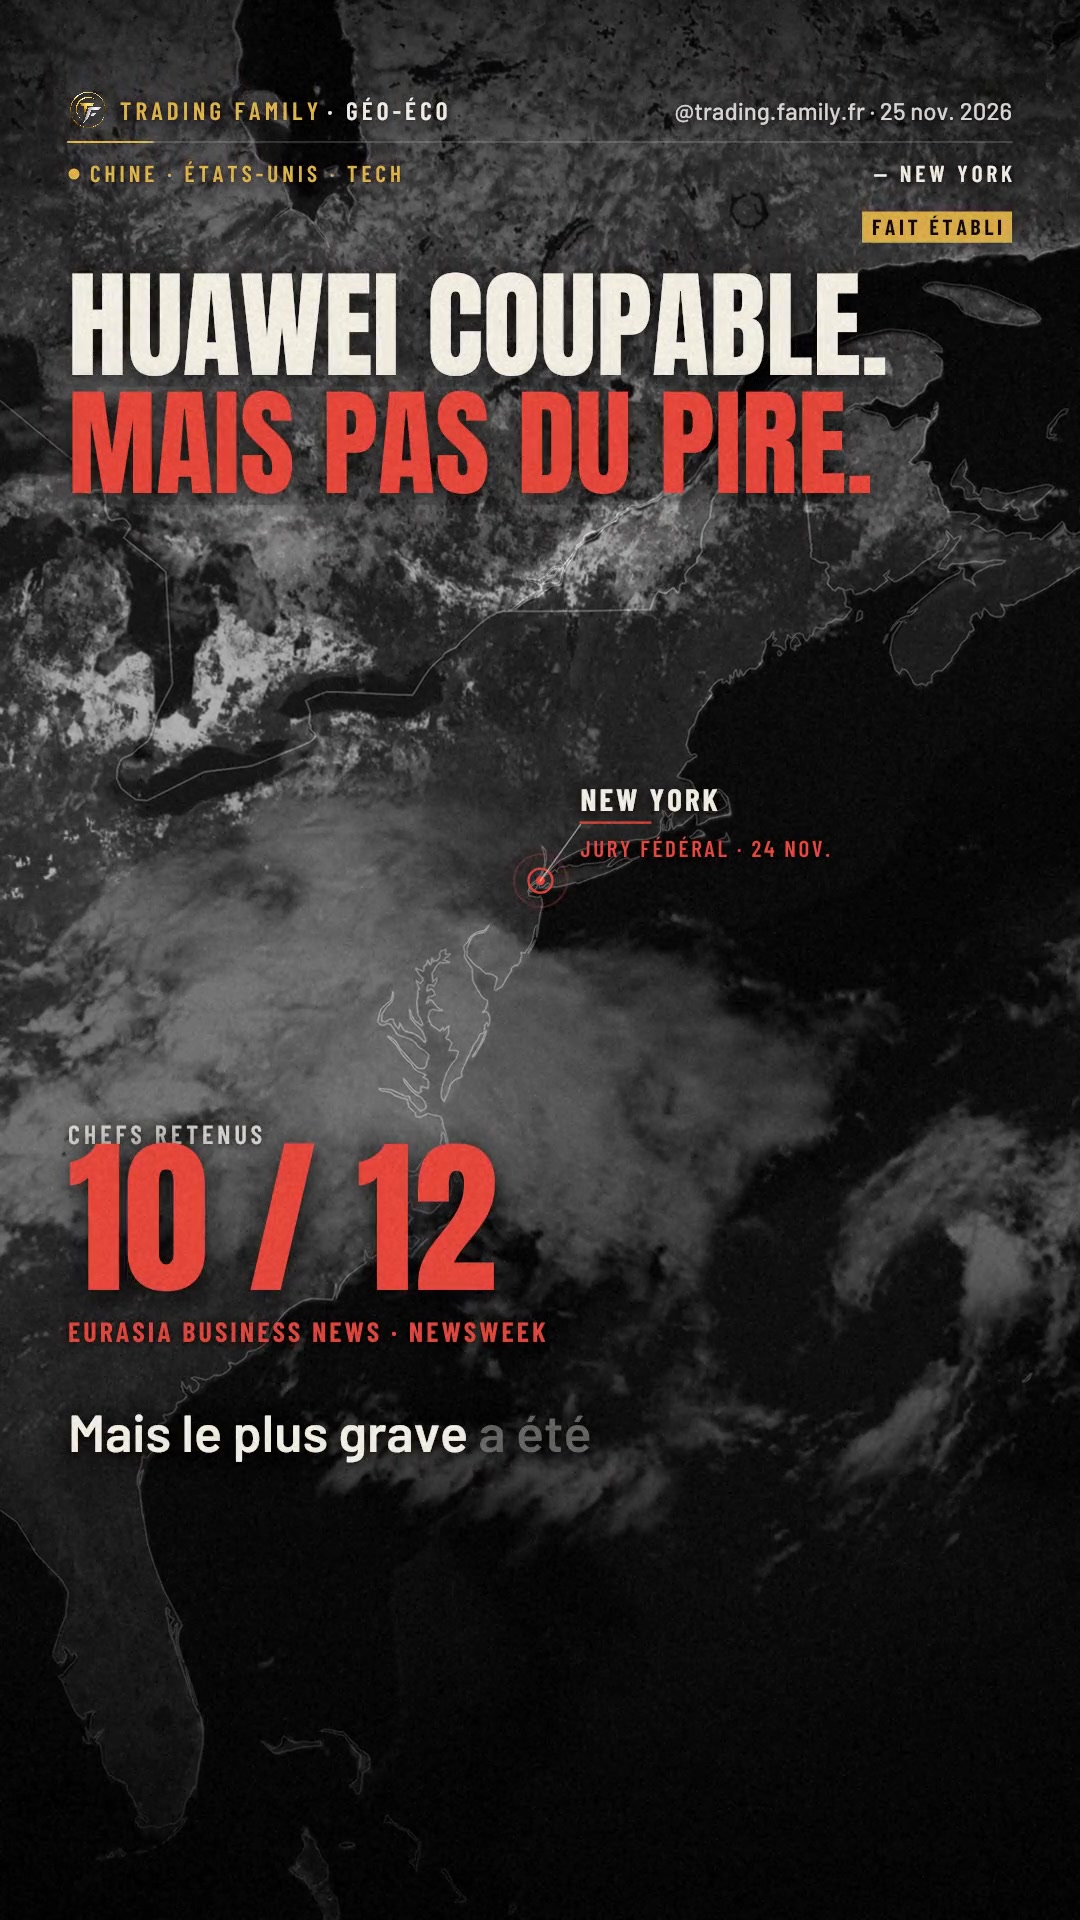 TRADING FAMILY · GÉO-ÉCO
@trading.family.fr · 25 nov. 2026
CHINE · ÉTATS-UNIS · TECH
– NEW YORK
FAIT ÉTABLI
HUAWEI COUPABLE.
MAIS PAS DU PIRE.
NEW YORK
JURY FÉDÉRAL · 24 NOV.
CHEFS RETENUS
10 / 12
EURASIA BUSINESS NEWS · NEWSWEEK
Mais le plus grave a été